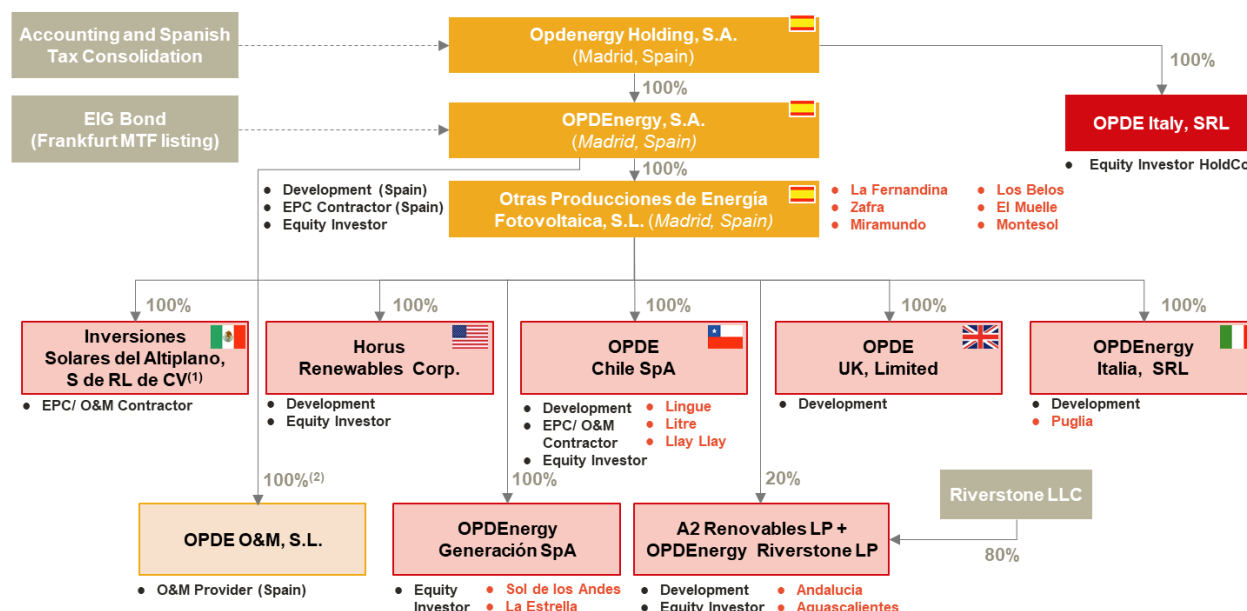 Accounting and Spanish
Tax Consolidation
Opdenergy Holding, S.A.
(Madrid, Spain)
100%
100%
EIG Bond
(Frankfurt MTF listing)
OPDEnergy, S.A.
(Madrid, Spain)
OPDE Italy, SRL
● Equity Investor HoldCo
100%
● Development (Spain)
● EPC Contractor (Spain)
● Equity Investor
Otras Producciones de Energía
Fotovoltaica, S.L. (Madrid, Spain)
● La Fernandina
● Zafra
● Miramundo
● Los Belos
● El Muelle
● Montesol
100%
100%
100%
100%
100%
Inversiones
Solares del Altiplano,
S de RL de CV(1)
● EPC/ O&M Contractor
Horus
Renewables Corp.
● Development
● Equity Investor
OPDE
Chile SpA
● Development
● EPC/ O&M
Contractor
● Equity Investor
● Lingue
● Litre
● Llay Llay
OPDE
UK, Limited
● Development
OPDEnergy
Italia, SRL
● Development
● Puglia
100%(2)
100%
20%
Riverstone LLC
80%
OPDE O&M, S.L.
● O&M Provider (Spain)
OPDEnergy
Generación SpA
● Equity
Investor
● Sol de los Andes
● La Estrella
A2 Renovables LP +
OPDEnergy Riverstone LP
● Development
● Equity Investor
● Andalucia
● Aguascalientes